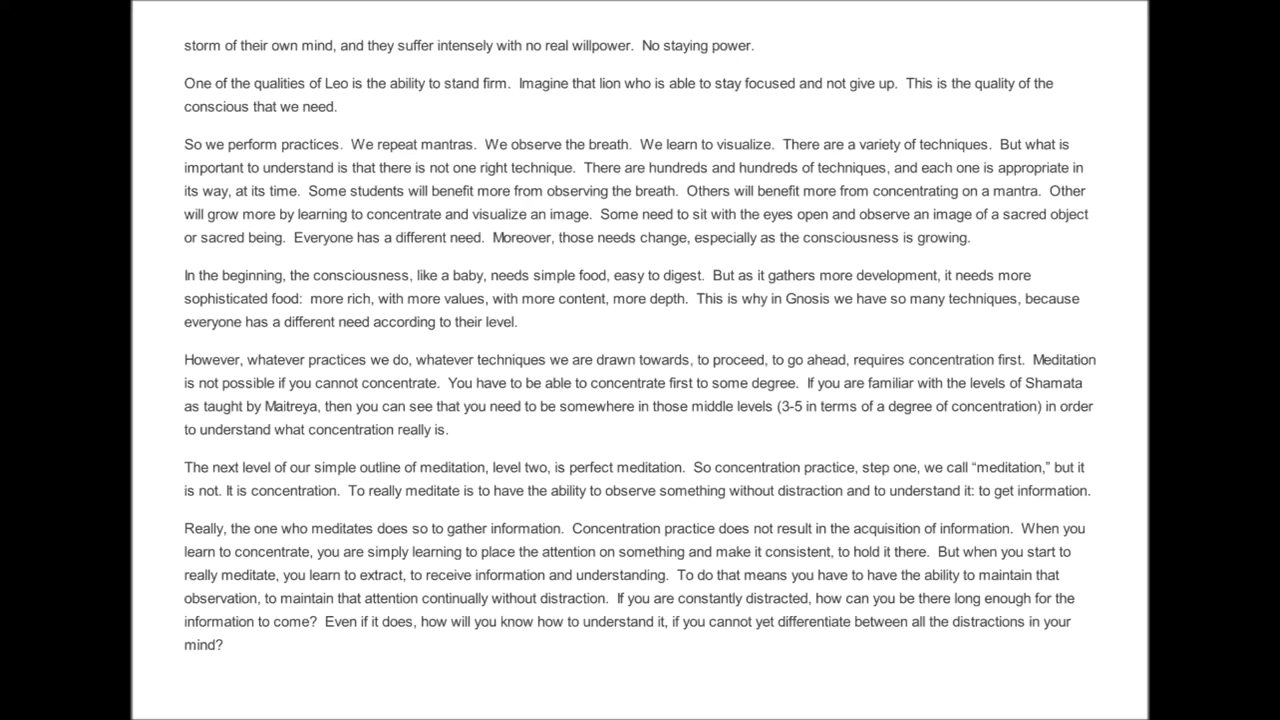 storm of their own mind, and they suffer intensely with no real willpower.  No staying power.
One of the qualities of Leo is the ability to stand firm.  Imagine that lion who is able to stay focused and not give up.  This is the quality of the
conscious that we need.
So we perform practices.  We repeat mantras.  We observe the breath.  We learn to visualize.  There are a variety of techniques.  But what is
important to understand is that there is not one right technique.  There are hundreds and hundreds of techniques, and each one is appropriate in
its way, at its time.  Some students will benefit more from observing the breath.  Others will benefit more from concentrating on a mantra.  Other
will grow more by learning to concentrate and visualize an image.  Some need to sit with the eyes open and observe an image of a sacred object
or sacred being.  Everyone has a different need.  Moreover, those needs change, especially as the consciousness is growing.
In the beginning, the consciousness, like a baby, needs simple food, easy to digest.  But as it gathers more development, it needs more
sophisticated food:  more rich, with more values, with more content, more depth.  This is why in Gnosis we have so many techniques, because
everyone has a different need according to their level.
However, whatever practices we do, whatever techniques we are drawn towards, to proceed, to go ahead, requires concentration first.  Meditation
is not possible if you cannot concentrate.  You have to be able to concentrate first to some degree.  If you are familiar with the levels of Shamata
as taught by Maitreya, then you can see that you need to be somewhere in those middle levels (3-5 in terms of a degree of concentration) in order
to understand what concentration really is.
The next level of our simple outline of meditation, level two, is perfect meditation.  So concentration practice, step one, we call “meditation,” but it
is not. It is concentration.  To really meditate is to have the ability to observe something without distraction and to understand it: to get information.
Really, the one who meditates does so to gather information.  Concentration practice does not result in the acquisition of information.  When you
learn to concentrate, you are simply learning to place the attention on something and make it consistent, to hold it there.  But when you start to
really meditate, you learn to extract, to receive information and understanding.  To do that means you have to have the ability to maintain that
observation, to maintain that attention continually without distraction.  If you are constantly distracted, how can you be there long enough for the
information to come?  Even if it does, how will you know how to understand it, if you cannot yet differentiate between all the distractions in your
mind?